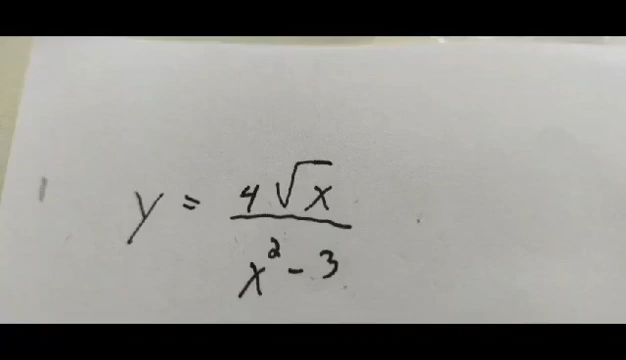 y = 4√x / x² - 3